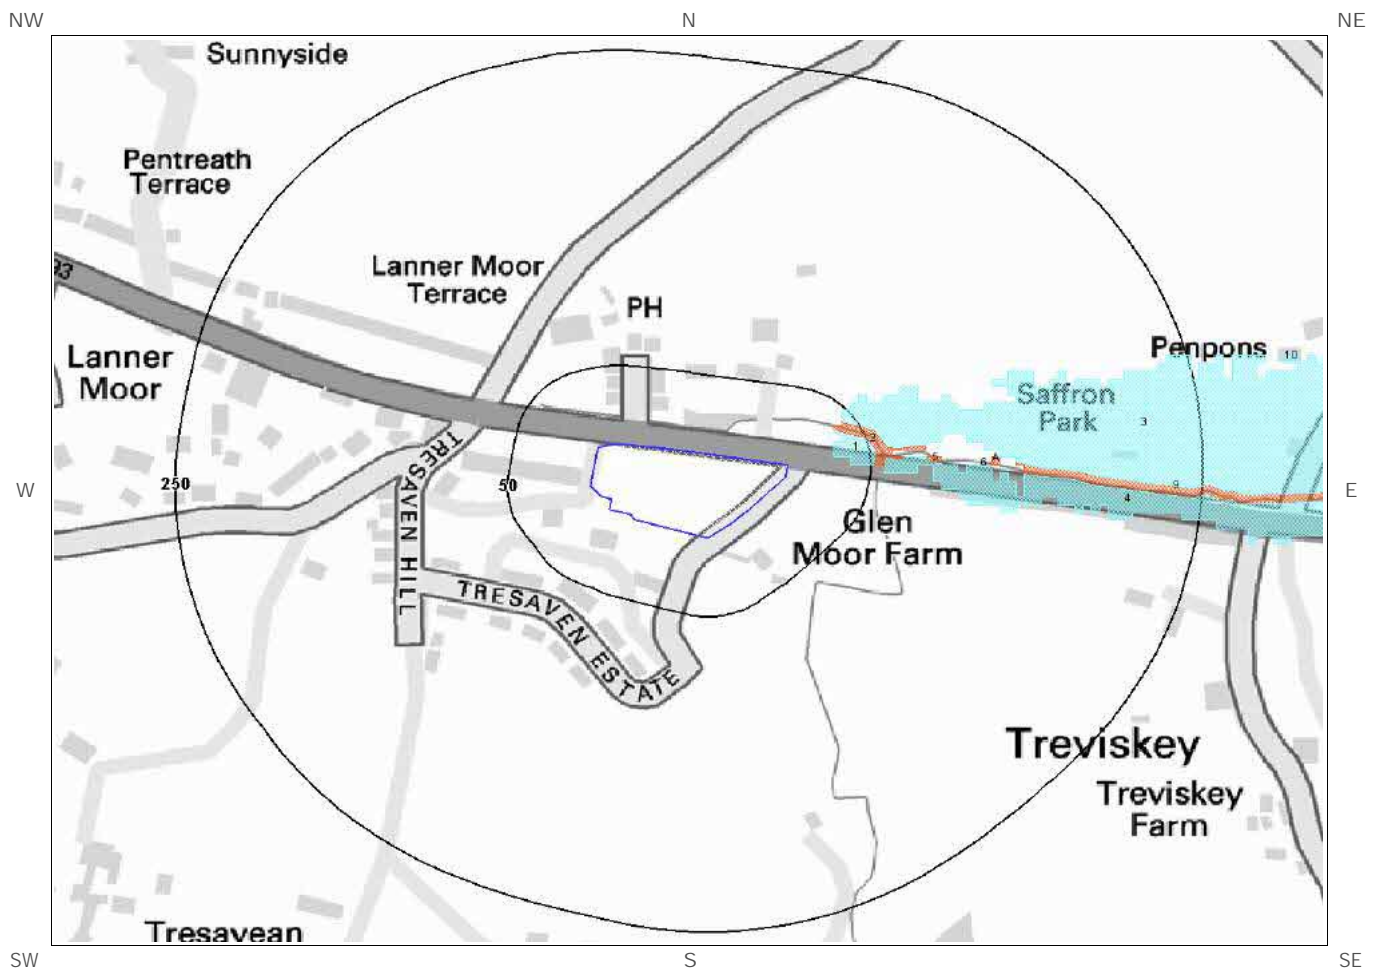 NW
N
NE
Sunnyside
Pentreath
Terrace
93
Lanner Moor
Terrace
PH
Lanner
Moor
Penpons
10
Saffron
Park
3
TRESAVEN HILL
250
50
W
E
1
5
6
A
9
4
Glen
Moor Farm
TRESAVEN ESTATE
Treviskey
Treviskey
Farm
Tresavean
SW
S
SE